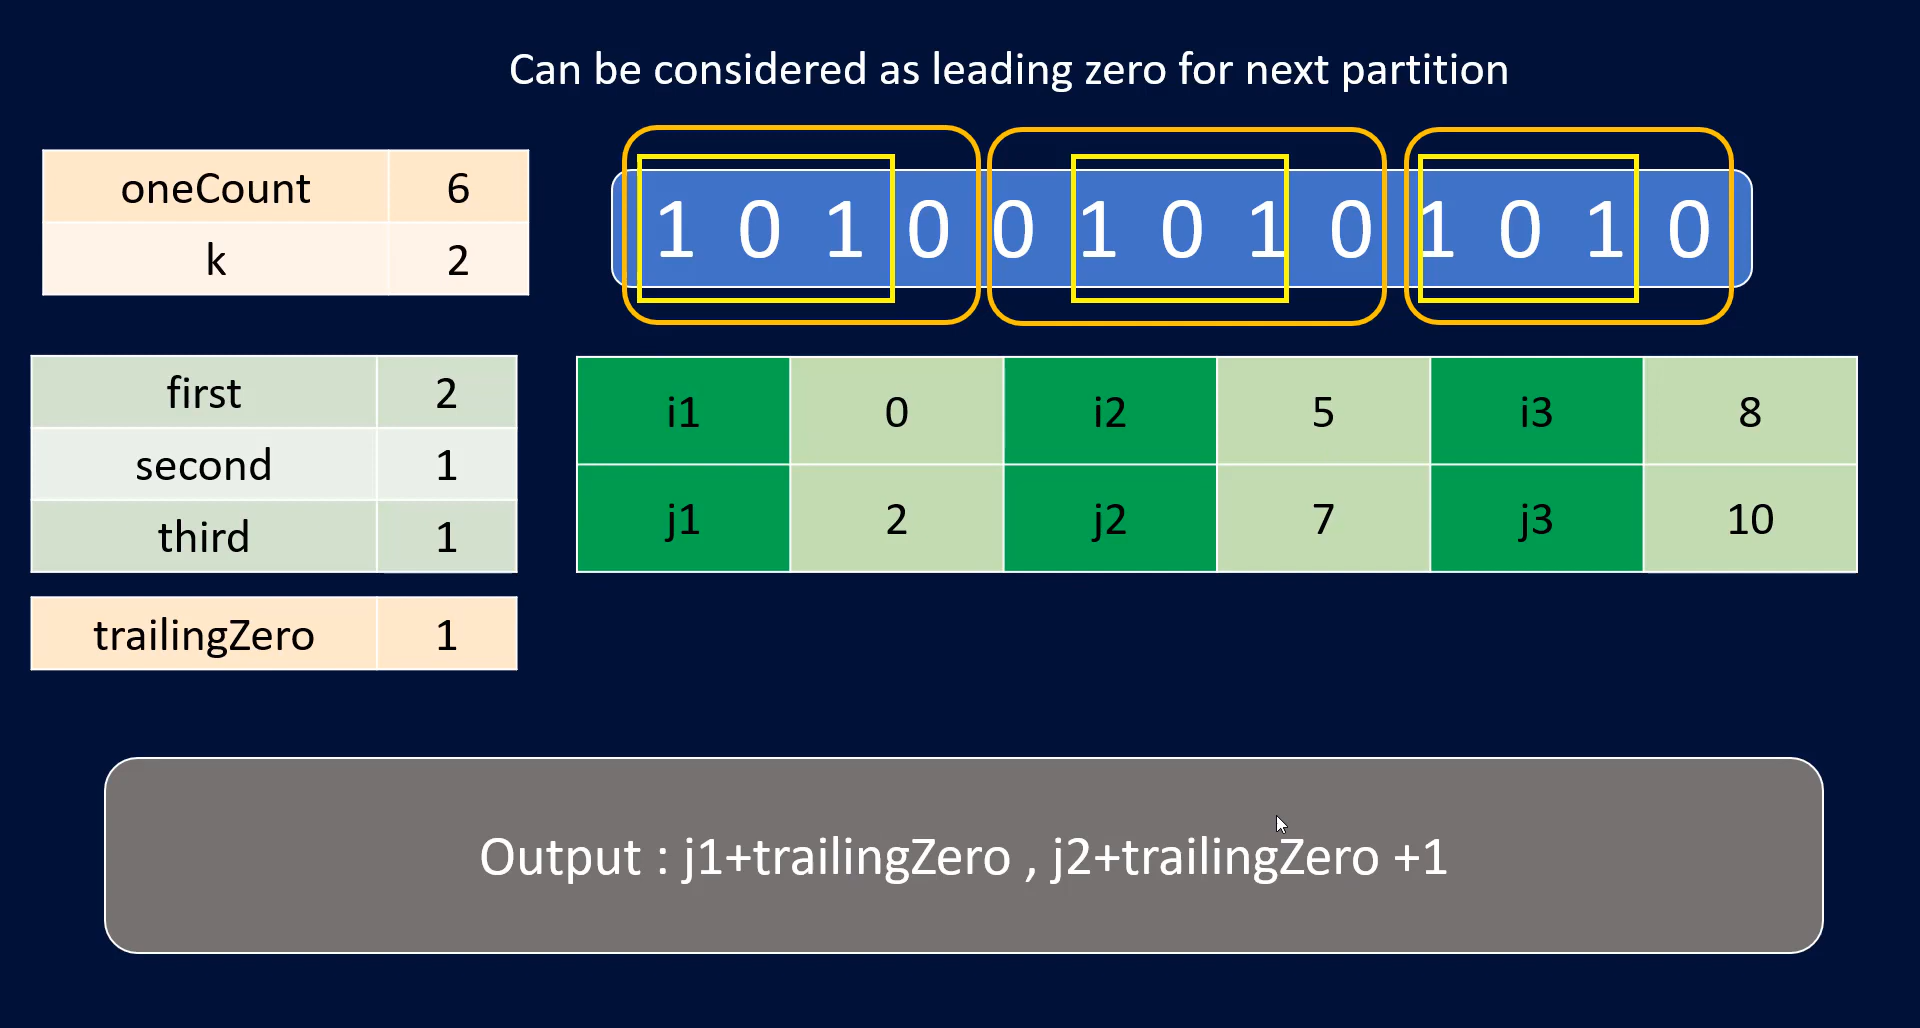 Can be considered as leading zero for next partition
oneCount 6
k 2
1 0 1 0 0 1 0 1 0 1 0 1 0
first 2
second 1
third 1
trailingZero 1
i1 0 i2 5 i3 8
j1 2 j2 7 j3 10
Output : j1+trailingZero , j2+trailingZero +1